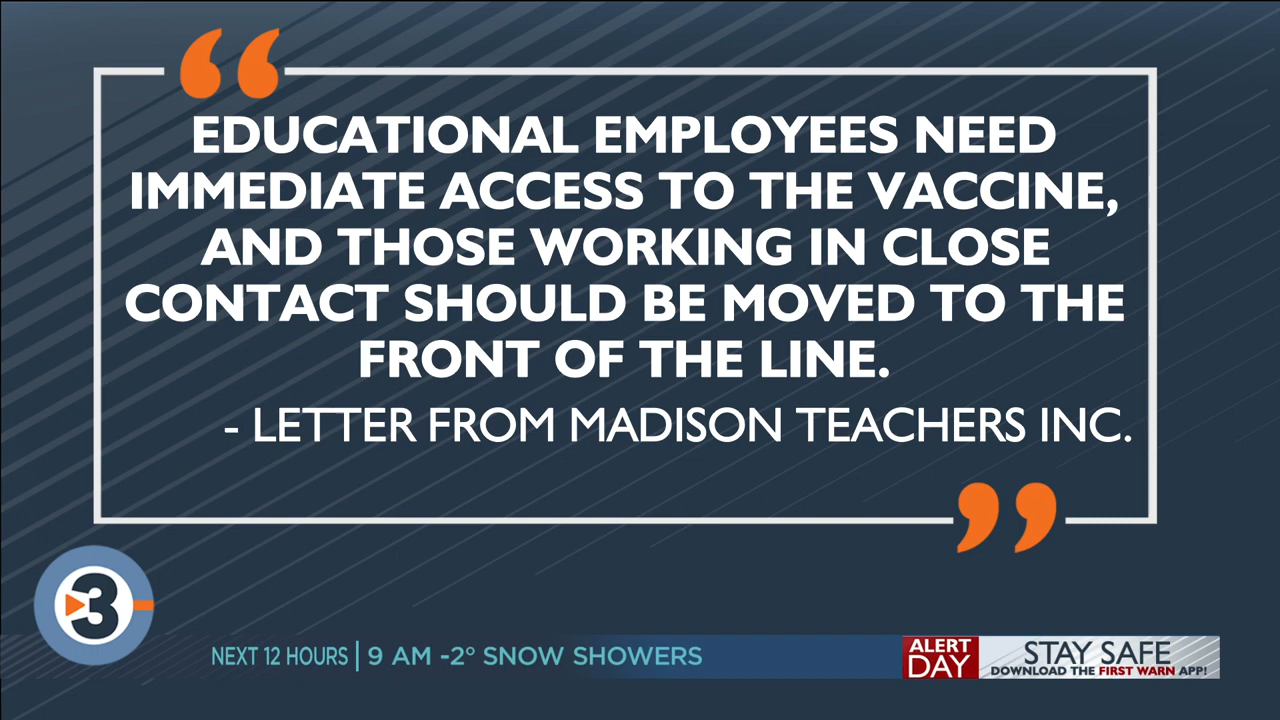 “
EDUCATIONAL EMPLOYEES NEED
IMMEDIATE ACCESS TO THE VACCINE,
AND THOSE WORKING IN CLOSE
CONTACT SHOULD BE MOVED TO THE
FRONT OF THE LINE.
- LETTER FROM MADISON TEACHERS INC.
”
3
NEXT 12 HOURS | 9 AM -2° SNOW SHOWERS
ALERT
DAY
STAY SAFE
DOWNLOAD THE FIRST WARN APP!